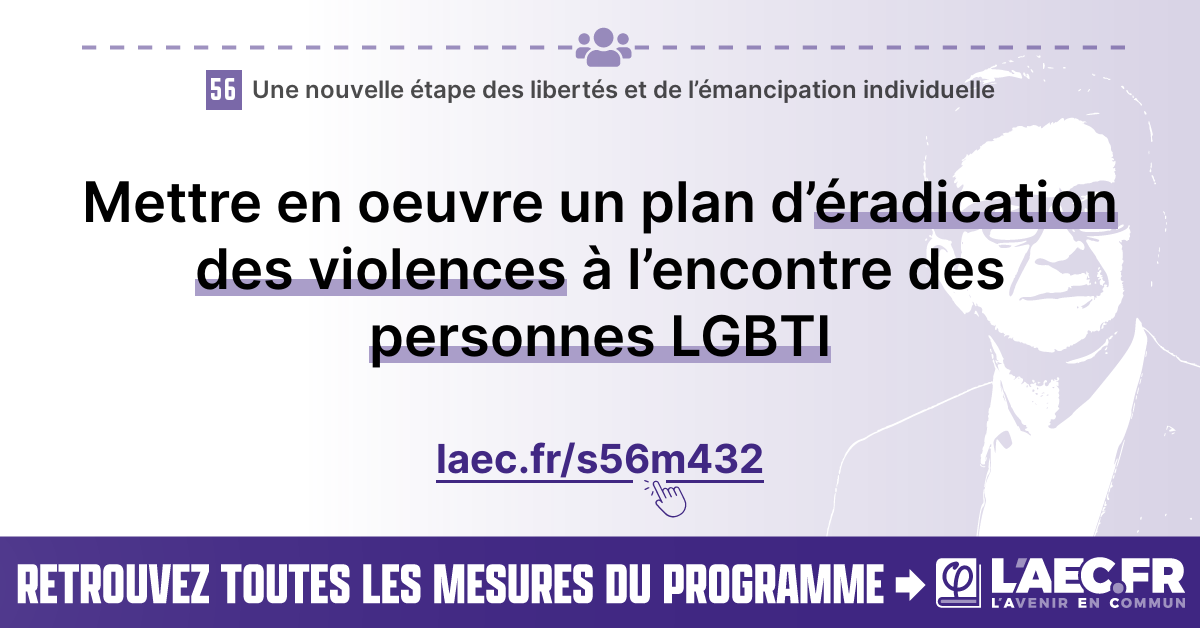 56 Une nouvelle étape des libertés et de l’émancipation individuelle
Mettre en oeuvre un plan d’éradication
des violences à l’encontre des
personnes LGBTI
laec.fr/s56m432
RETROUVEZ TOUTES LES MESURES DU PROGRAMME
φ L'AEC.FR
L'AVENIR EN COMMUN